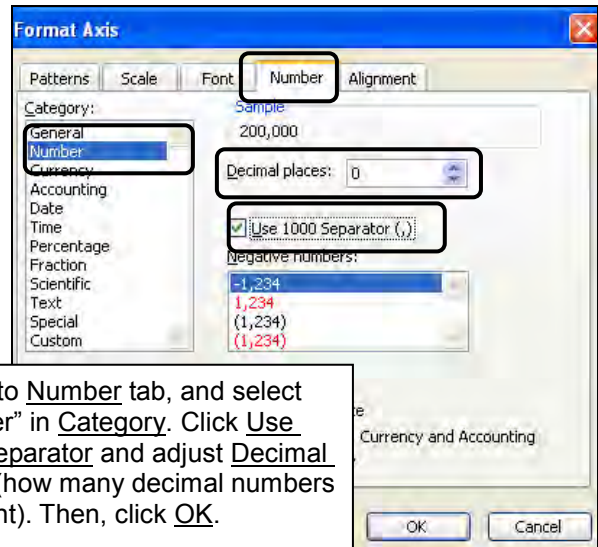 Format Axis
Patterns Scale Font Number Alignment
Category:
General
Number
Currency
Accounting
Date
Time
Percentage
Fraction
Scientific
Text
Special
Custom
Sample
200,000
Decimal places: 0
Use 1000 Separator (,)
Negative numbers:
-1,234
1,234
(1,234)
(1,234)
Currency and Accounting
to Number tab, and select
er” in Category. Click Use
eparator and adjust Decimal
(how many decimal numbers
nt). Then, click OK.
OK Cancel